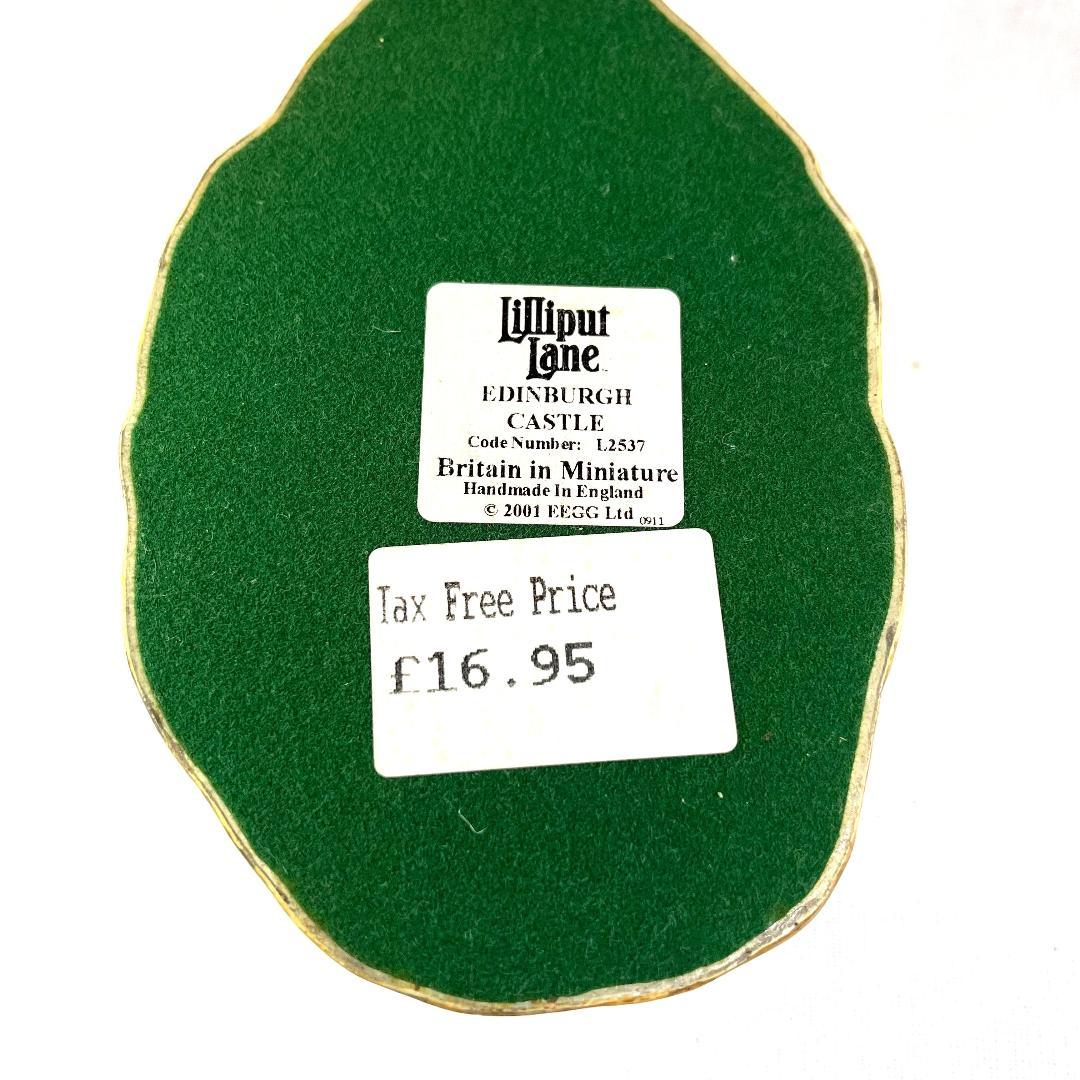 Lilliput
Lane™
EDINBURGH
CASTLE
Code Number: L2537
Britain in Miniature
Handmade In England
© 2001 EEGG Ltd 0911
Tax Free Price
£16.95